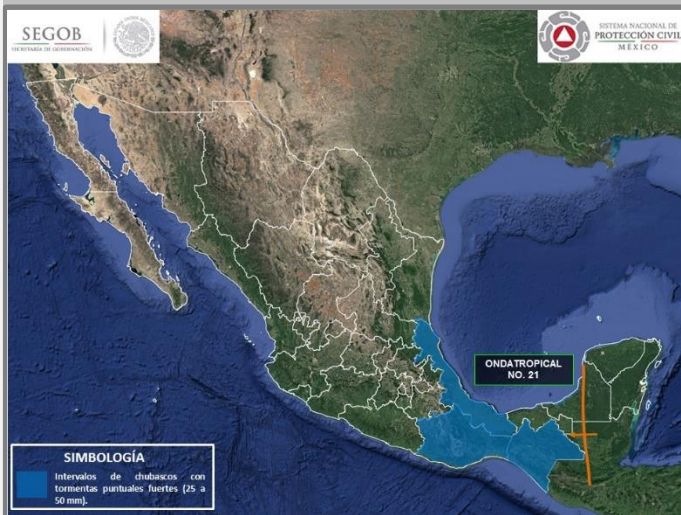 SEGOB
SECRETARÍA DE GOBERNACIÓN
SISTEMA NACIONAL DE
PROTECCIÓN CIVIL
MÉXICO
ONDATROPICAL
NO. 21
SIMBOLOGÍA
Intervalos de chubascos con
tormentas puntuales fuertes (25 a
50 mm).